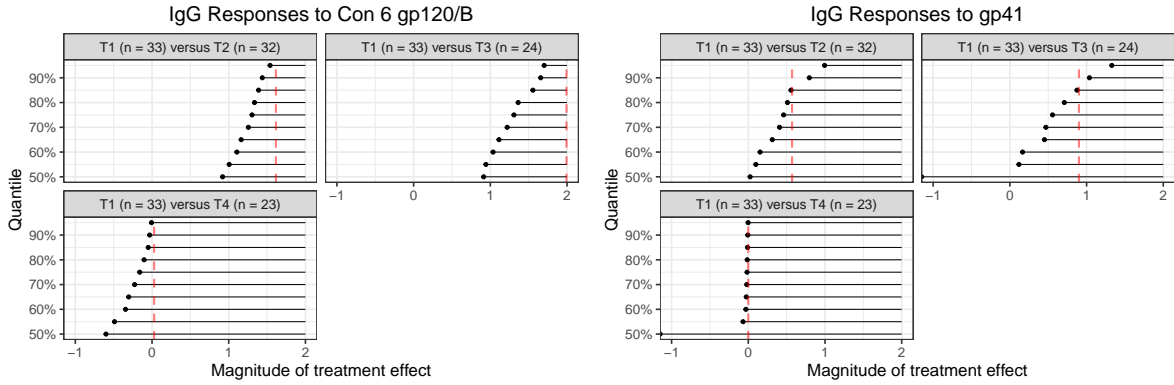 IgG Responses to Con 6 gp120/B
T1 (n = 33) versus T2 (n = 32)
T1 (n = 33) versus T3 (n = 24)
90%
80%
70%
60%
50%
−1 0 1 2
T1 (n = 33) versus T4 (n = 23)
90%
80%
70%
60%
50%
−1 0 1 2
Quantile
Magnitude of treatment effect
IgG Responses to gp41
T1 (n = 33) versus T2 (n = 32)
T1 (n = 33) versus T3 (n = 24)
90%
80%
70%
60%
50%
−1 0 1 2
T1 (n = 33) versus T4 (n = 23)
90%
80%
70%
60%
50%
−1 0 1 2
Quantile
Magnitude of treatment effect